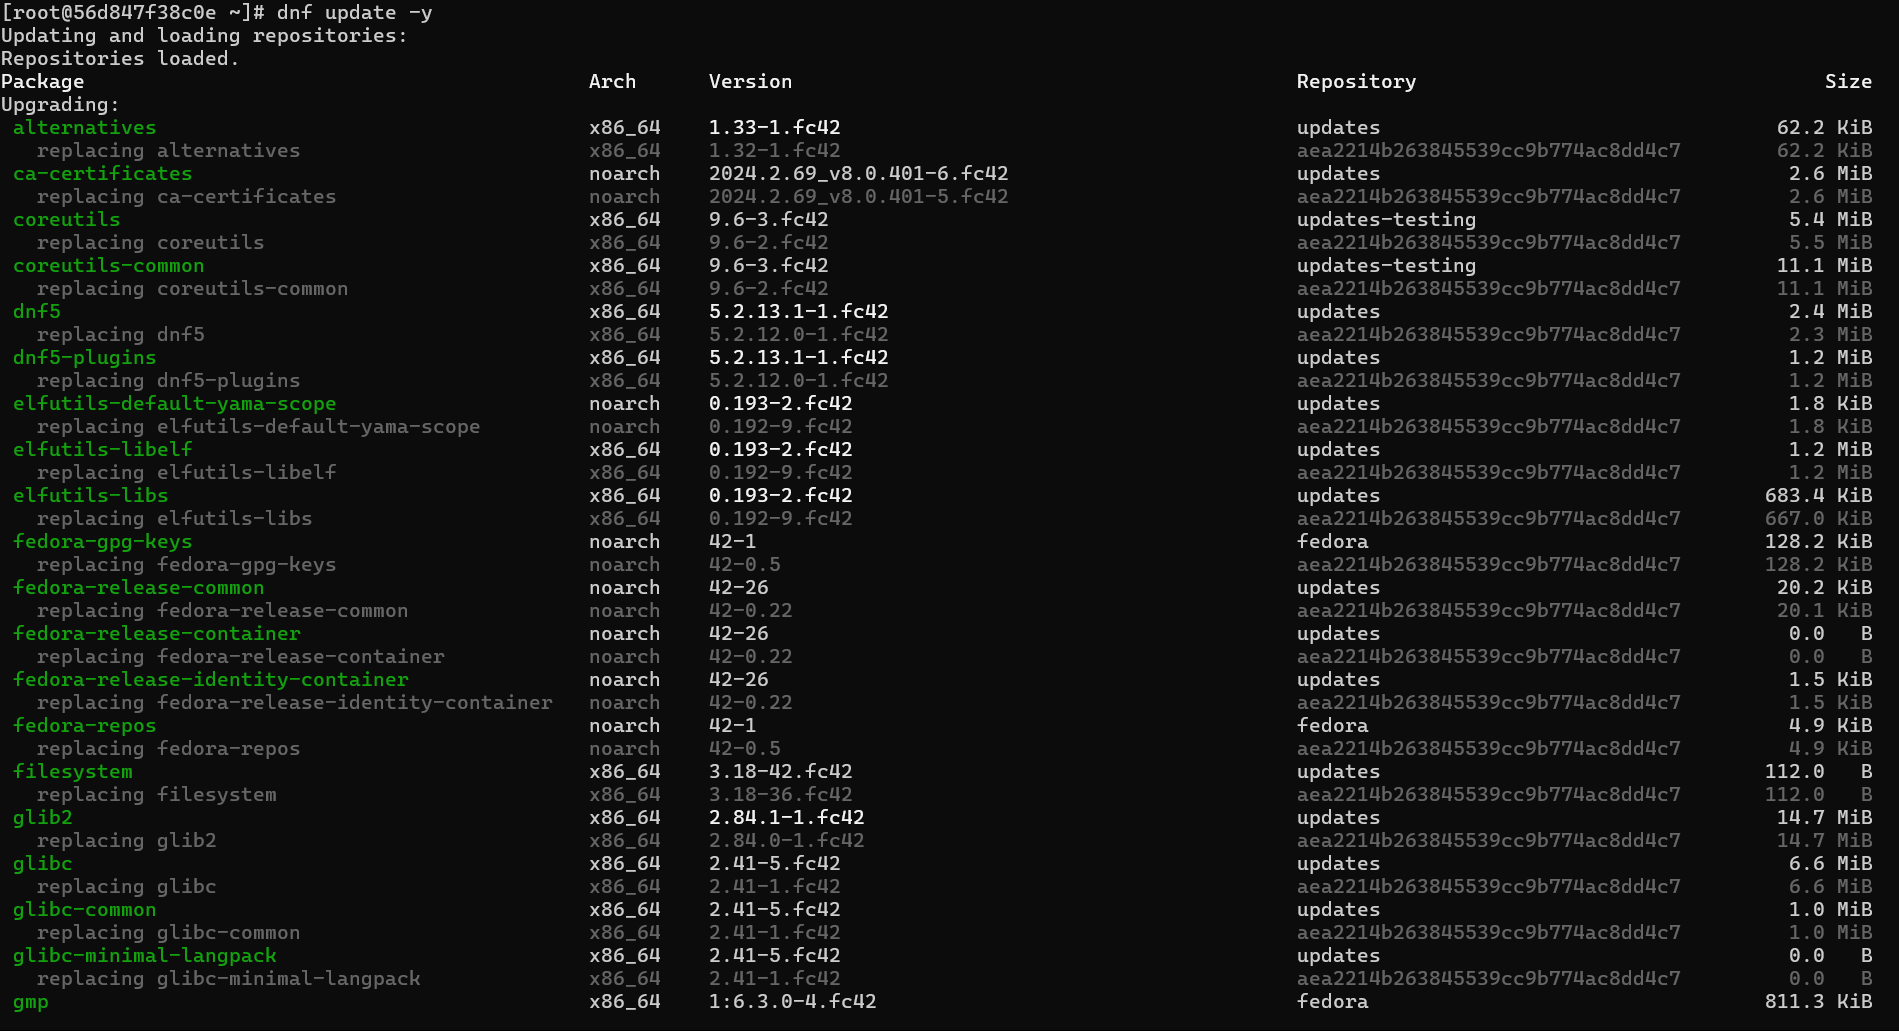 [root@56d847f38c0e ~]# dnf update -y
Updating and loading repositories:
Repositories loaded.
Package Arch Version Repository Size
Upgrading:
alternatives x86_64 1.33-1.fc42 updates 62.2 KiB
replacing alternatives x86_64 1.32-1.fc42 aea2214b263845539cc9b774ac8dd4c7 62.2 KiB
ca-certificates noarch 2024.2.69_v8.0.401-6.fc42 updates 2.6 MiB
replacing ca-certificates noarch 2024.2.69_v8.0.401-5.fc42 aea2214b263845539cc9b774ac8dd4c7 2.6 MiB
coreutils x86_64 9.6-3.fc42 updates-testing 5.4 MiB
replacing coreutils x86_64 9.6-2.fc42 aea2214b263845539cc9b774ac8dd4c7 5.5 MiB
coreutils-common x86_64 9.6-3.fc42 updates-testing 11.1 MiB
replacing coreutils-common x86_64 9.6-2.fc42 aea2214b263845539cc9b774ac8dd4c7 11.1 MiB
dnf5 x86_64 5.2.13.1-1.fc42 updates 2.4 MiB
replacing dnf5 x86_64 5.2.12.0-1.fc42 aea2214b263845539cc9b774ac8dd4c7 2.3 MiB
dnf5-plugins x86_64 5.2.13.1-1.fc42 updates 1.2 MiB
replacing dnf5-plugins x86_64 5.2.12.0-1.fc42 aea2214b263845539cc9b774ac8dd4c7 1.2 MiB
elfutils-default-yama-scope noarch 0.193-2.fc42 updates 1.8 KiB
replacing elfutils-default-yama-scope noarch 0.192-9.fc42 aea2214b263845539cc9b774ac8dd4c7 1.8 KiB
elfutils-libelf x86_64 0.193-2.fc42 updates 1.2 MiB
replacing elfutils-libelf x86_64 0.192-9.fc42 aea2214b263845539cc9b774ac8dd4c7 1.2 MiB
elfutils-libs x86_64 0.193-2.fc42 updates 683.4 KiB
replacing elfutils-libs x86_64 0.192-9.fc42 aea2214b263845539cc9b774ac8dd4c7 667.0 KiB
fedora-gpg-keys noarch 42-1 fedora 128.2 KiB
replacing fedora-gpg-keys noarch 42-0.5 aea2214b263845539cc9b774ac8dd4c7 128.2 KiB
fedora-release-common noarch 42-26 updates 20.2 KiB
replacing fedora-release-common noarch 42-0.22 aea2214b263845539cc9b774ac8dd4c7 20.1 KiB
fedora-release-container noarch 42-26 updates 0.0 B
replacing fedora-release-container noarch 42-0.22 aea2214b263845539cc9b774ac8dd4c7 0.0 B
fedora-release-identity-container noarch 42-26 updates 1.5 KiB
replacing fedora-release-identity-container noarch 42-0.22 aea2214b263845539cc9b774ac8dd4c7 1.5 KiB
fedora-repos noarch 42-1 fedora 4.9 KiB
replacing fedora-repos noarch 42-0.5 aea2214b263845539cc9b774ac8dd4c7 4.9 KiB
filesystem x86_64 3.18-42.fc42 updates 112.0 B
replacing filesystem x86_64 3.18-36.fc42 aea2214b263845539cc9b774ac8dd4c7 112.0 B
glib2 x86_64 2.84.1-1.fc42 updates 14.7 MiB
replacing glib2 x86_64 2.84.0-1.fc42 aea2214b263845539cc9b774ac8dd4c7 14.7 MiB
glibc x86_64 2.41-5.fc42 updates 6.6 MiB
replacing glibc x86_64 2.41-1.fc42 aea2214b263845539cc9b774ac8dd4c7 6.6 MiB
glibc-common x86_64 2.41-5.fc42 updates 1.0 MiB
replacing glibc-common x86_64 2.41-1.fc42 aea2214b263845539cc9b774ac8dd4c7 1.0 MiB
glibc-minimal-langpack x86_64 2.41-5.fc42 updates 0.0 B
replacing glibc-minimal-langpack x86_64 2.41-1.fc42 aea2214b263845539cc9b774ac8dd4c7 0.0 B
gmp x86_64 1:6.3.0-4.fc42 fedora 811.3 KiB